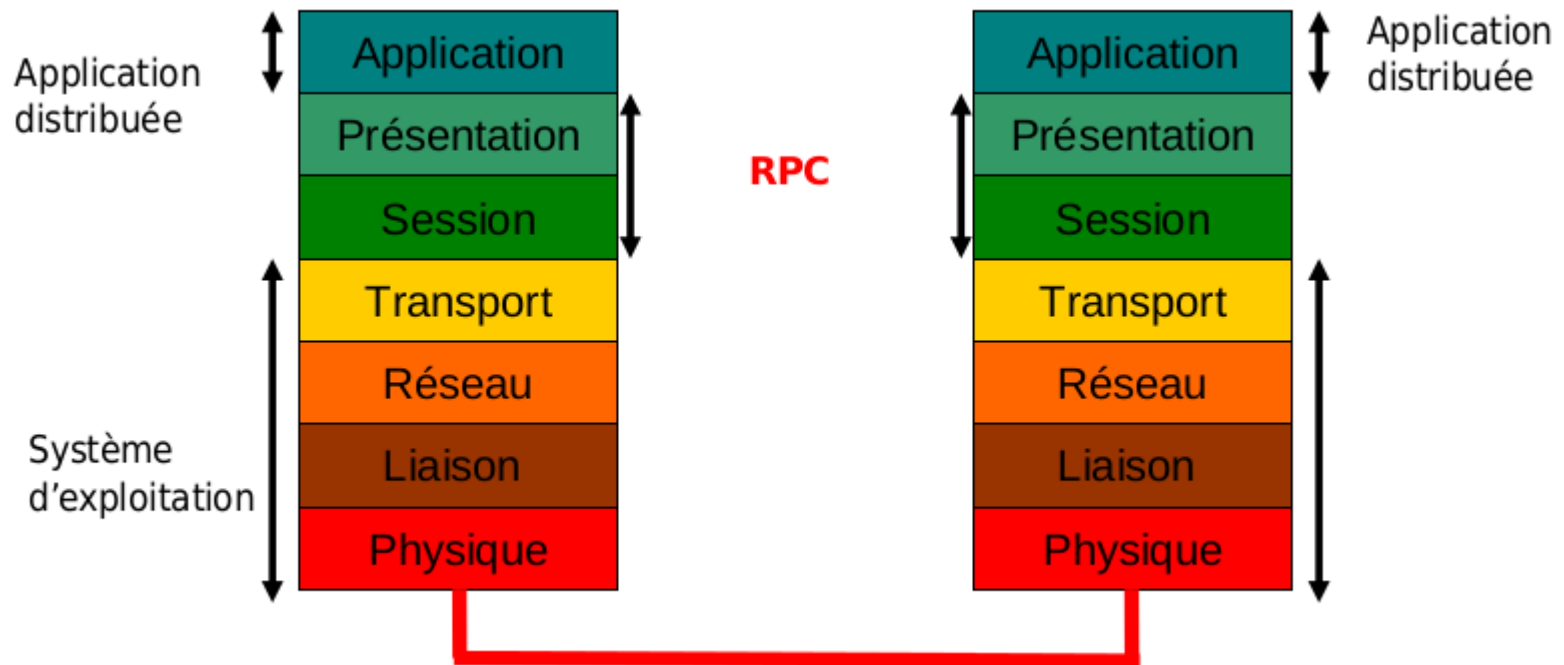 Application
distribuée
Système
d’exploitation
Application
Présentation
Session
Transport
Réseau
Liaison
Physique
RPC
Application
Présentation
Session
Transport
Réseau
Liaison
Physique
Application
distribuée